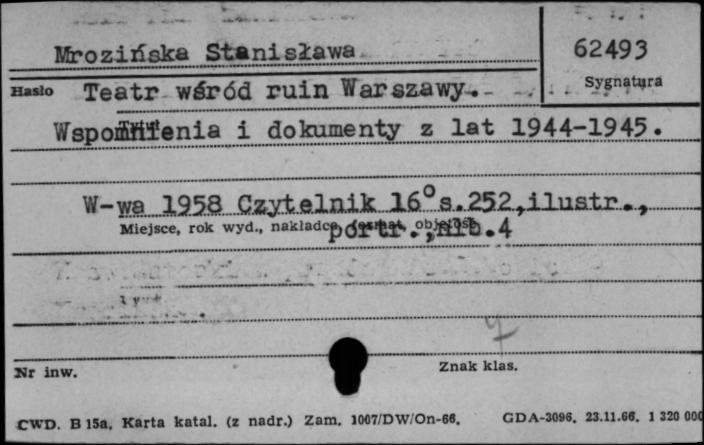 Mrozińska Stanisława
62493
Sygnatura
Hasło Teatr wśród ruin Warszawy.
Wspomnienia i dokumenty z lat 1944-1945.
W-wa 1958 Czytelnik 16° s.252,ilustr.,
Miejsce, rok wyd., nakładca, format, objętość
portr.,nlb.4
Nr inw.
Znak klas.
CWD. B 15a, Karta katal. (z nadr.) Zam. 1007/DW/On-66. GDA-3096. 23.11.66. 1 320 000